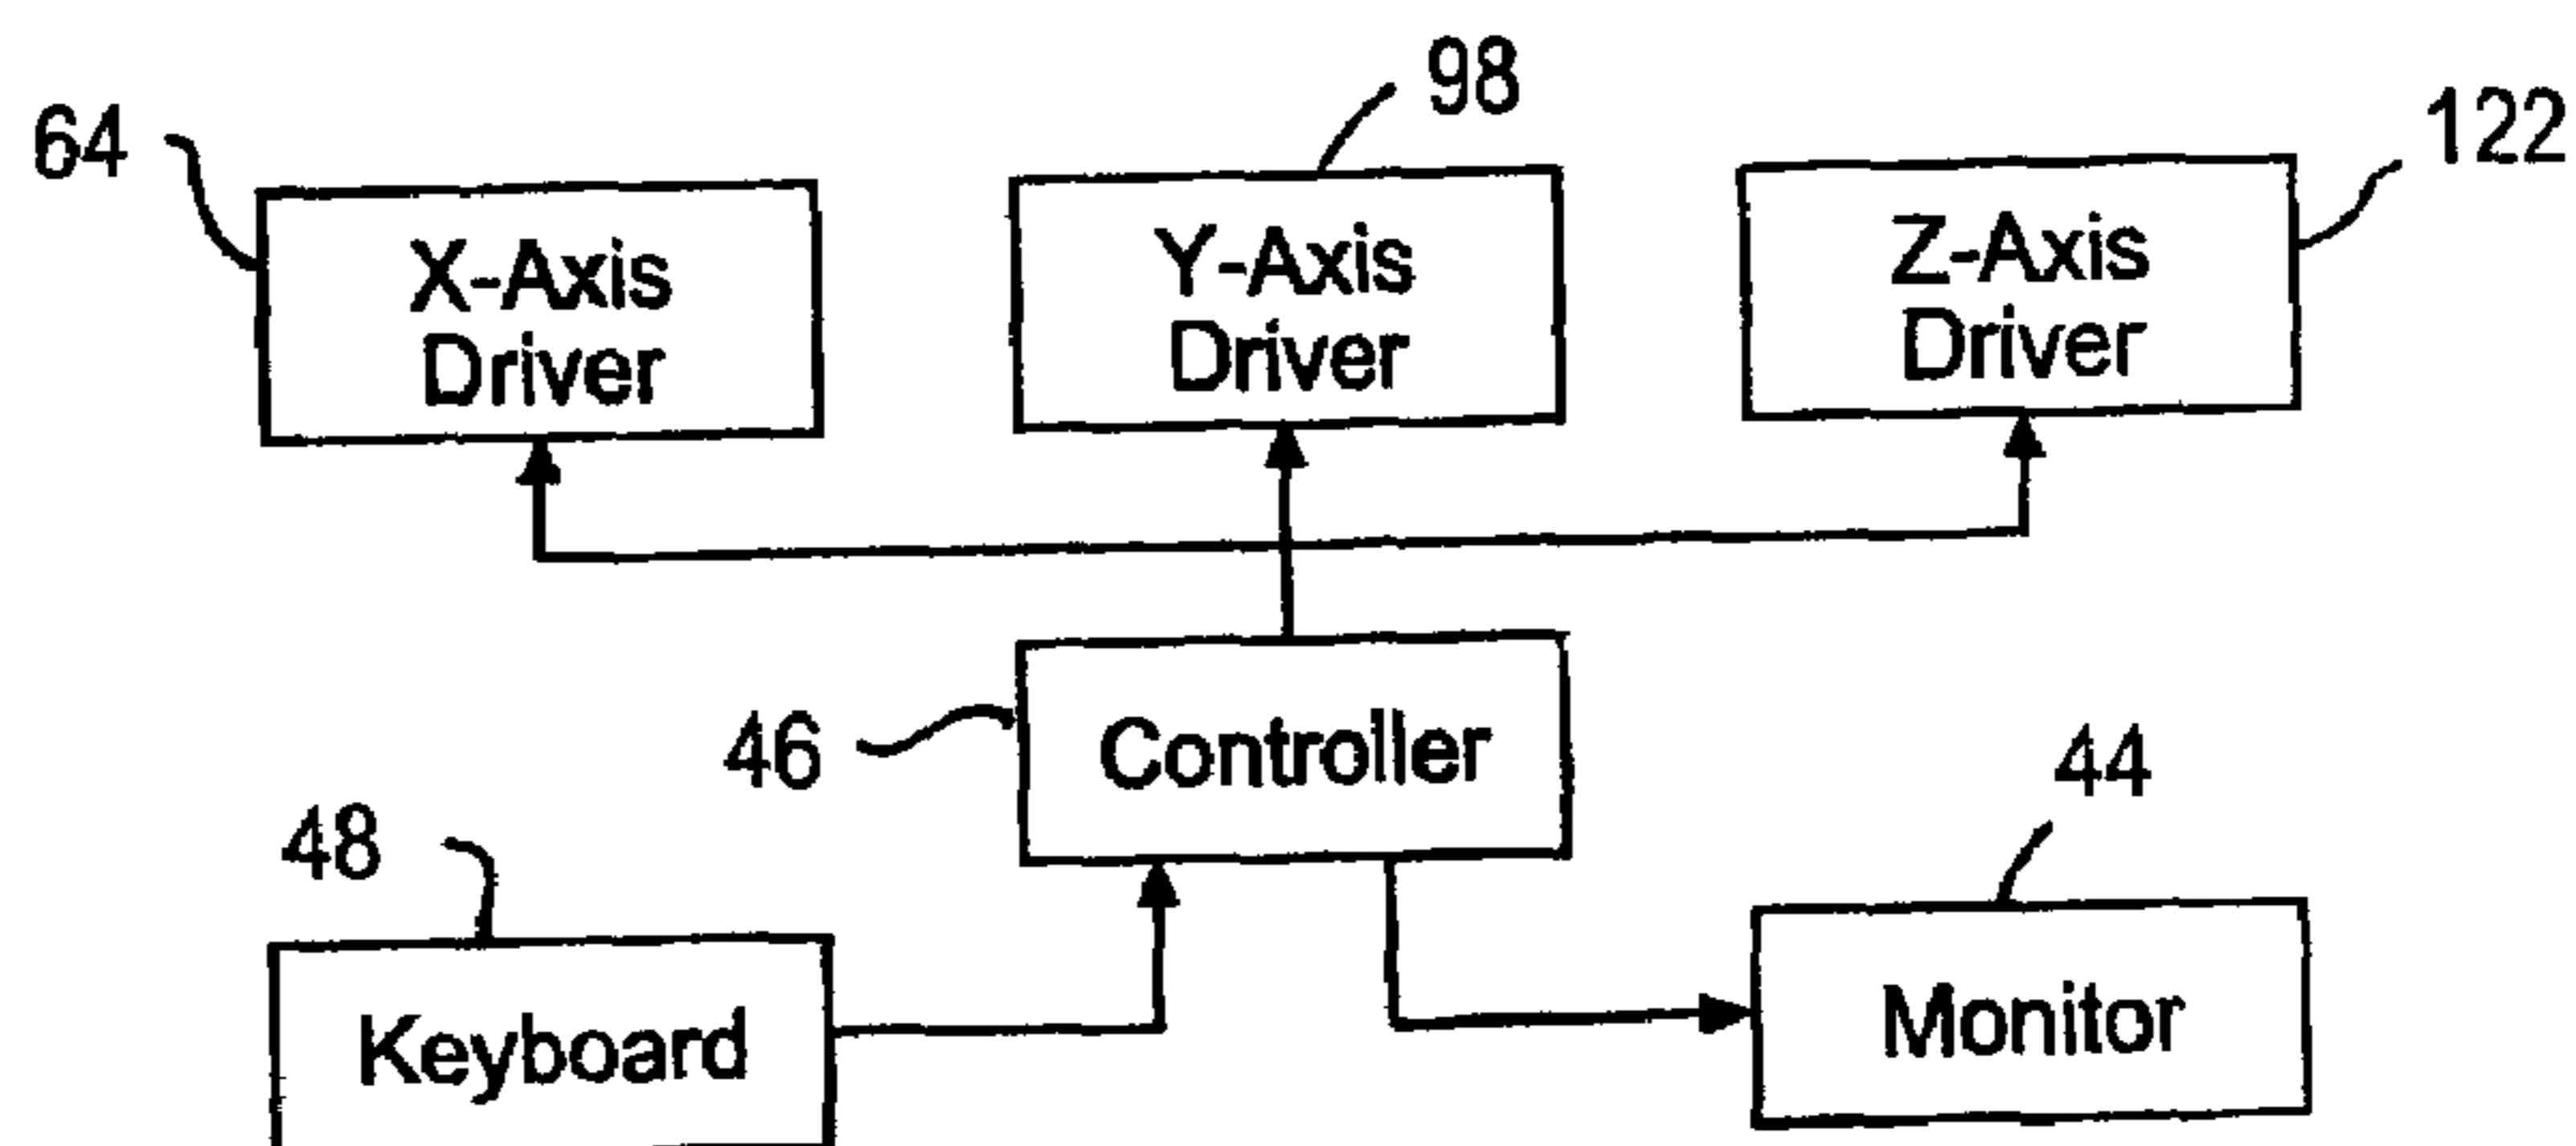 98
64
122
X-Axis
Driver
Y-Axis
Driver
Z-Axis
Driver
46
Controller
44
48
Keyboard
Monitor